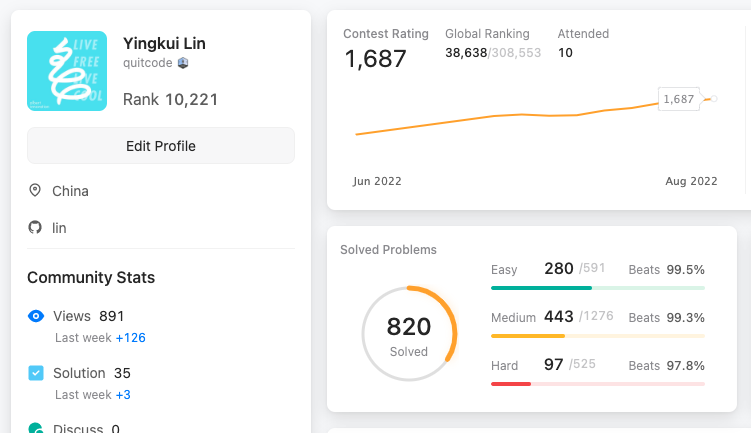 LIVE
FREE
LIVE
COOL
Yingkui Lin
quitcode
Rank 10,221
Edit Profile
China
lin
Community Stats
Views 891
Last week +126
Solution 35
Last week +3
Discuss 0
Contest Rating
1,687
Global Ranking
38,638/308,553
Attended
10
1,687
Jun 2022
Aug 2022
Solved Problems
820
Solved
Easy 280 /591 Beats 99.5%
Medium 443 /1276 Beats 99.3%
Hard 97 /525 Beats 97.8%